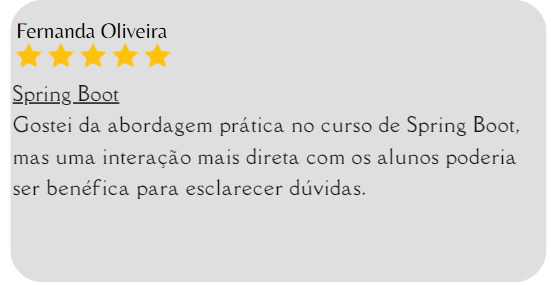 Fernanda Oliveira
Spring Boot
Gostei da abordagem prática no curso de Spring Boot,
mas uma interação mais direta com os alunos poderia
ser benéfica para esclarecer dúvidas.